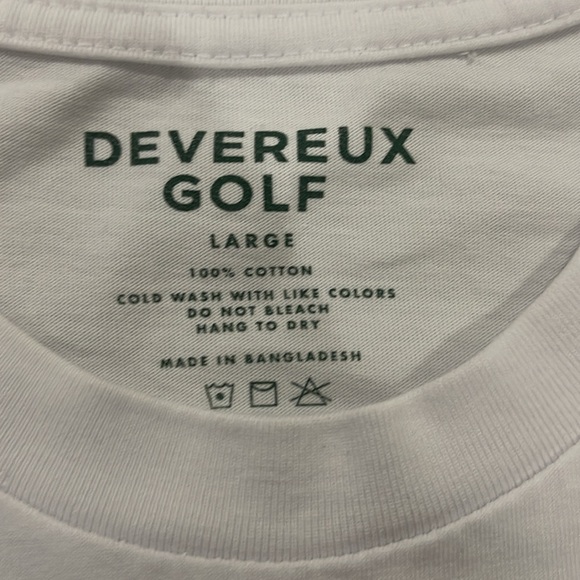 DEVEREUX
GOLF
LARGE
100% COTTON
COLD WASH WITH LIKE COLORS
DO NOT BLEACH
HANG TO DRY
MADE IN BANGLADESH